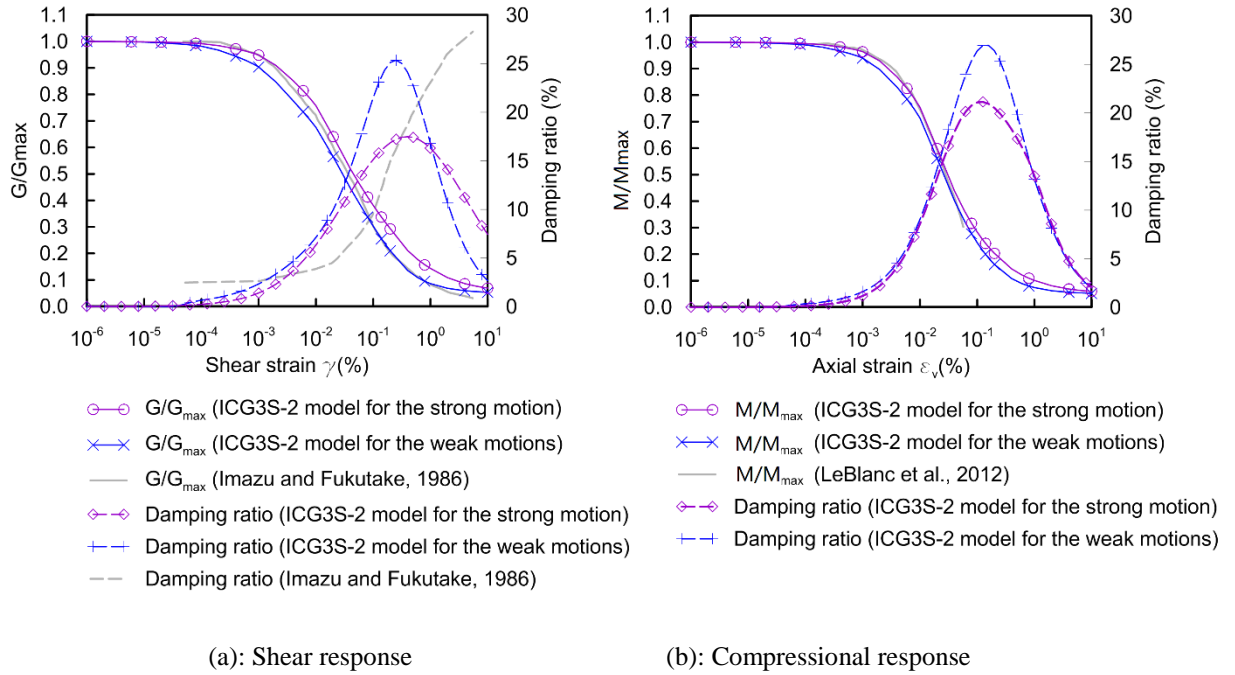 1.1
1.0
0.9
0.8
0.7
0.6
0.5
0.4
0.3
0.2
0.1
0.0
G/Gmax
30
25
20
15
10
5
0
Damping ratio (%)
10⁻⁶ 10⁻⁵ 10⁻⁴ 10⁻³ 10⁻² 10⁻¹ 10⁰ 10¹
Shear strain γ(%)
G/Gmax (ICG3S-2 model for the strong motion)
G/Gmax (ICG3S-2 model for the weak motions)
G/Gmax (Imazu and Fukutake, 1986)
Damping ratio (ICG3S-2 model for the strong motion)
Damping ratio (ICG3S-2 model for the weak motions)
Damping ratio (Imazu and Fukutake, 1986)
(a): Shear response
1.1
1.0
0.9
0.8
0.7
0.6
0.5
0.4
0.3
0.2
0.1
0.0
M/Mmax
30
25
20
15
10
5
0
Damping ratio (%)
10⁻⁶ 10⁻⁵ 10⁻⁴ 10⁻³ 10⁻² 10⁻¹ 10⁰ 10¹
Axial strain εv(%)
M/Mmax (ICG3S-2 model for the strong motion)
M/Mmax (ICG3S-2 model for the weak motions)
M/Mmax (LeBlanc et al., 2012)
Damping ratio (ICG3S-2 model for the strong motion)
Damping ratio (ICG3S-2 model for the weak motions)
(b): Compressional response